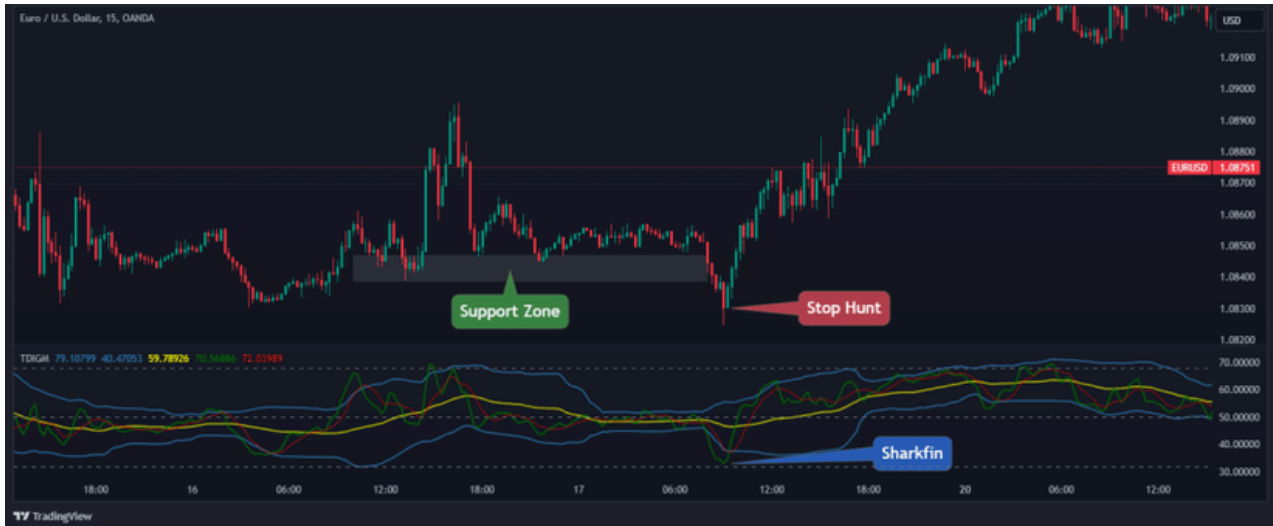 Euro / U.S. Dollar, 15, OANDA
USD
1.09100
1.09000
1.08900
1.08800
EURUSD 1.08751
1.08700
1.08600
1.08500
1.08400
1.08300
1.08200
Support Zone
Stop Hunt
TDIGM 79.10799 40.47053 59.78926 70.56886 72.03989
70.00000
60.00000
50.00000
40.00000
30.00000
Sharkfin
18:00 16 06:00 12:00 18:00 17 06:00 12:00 18:00 20 06:00 12:00
TradingView